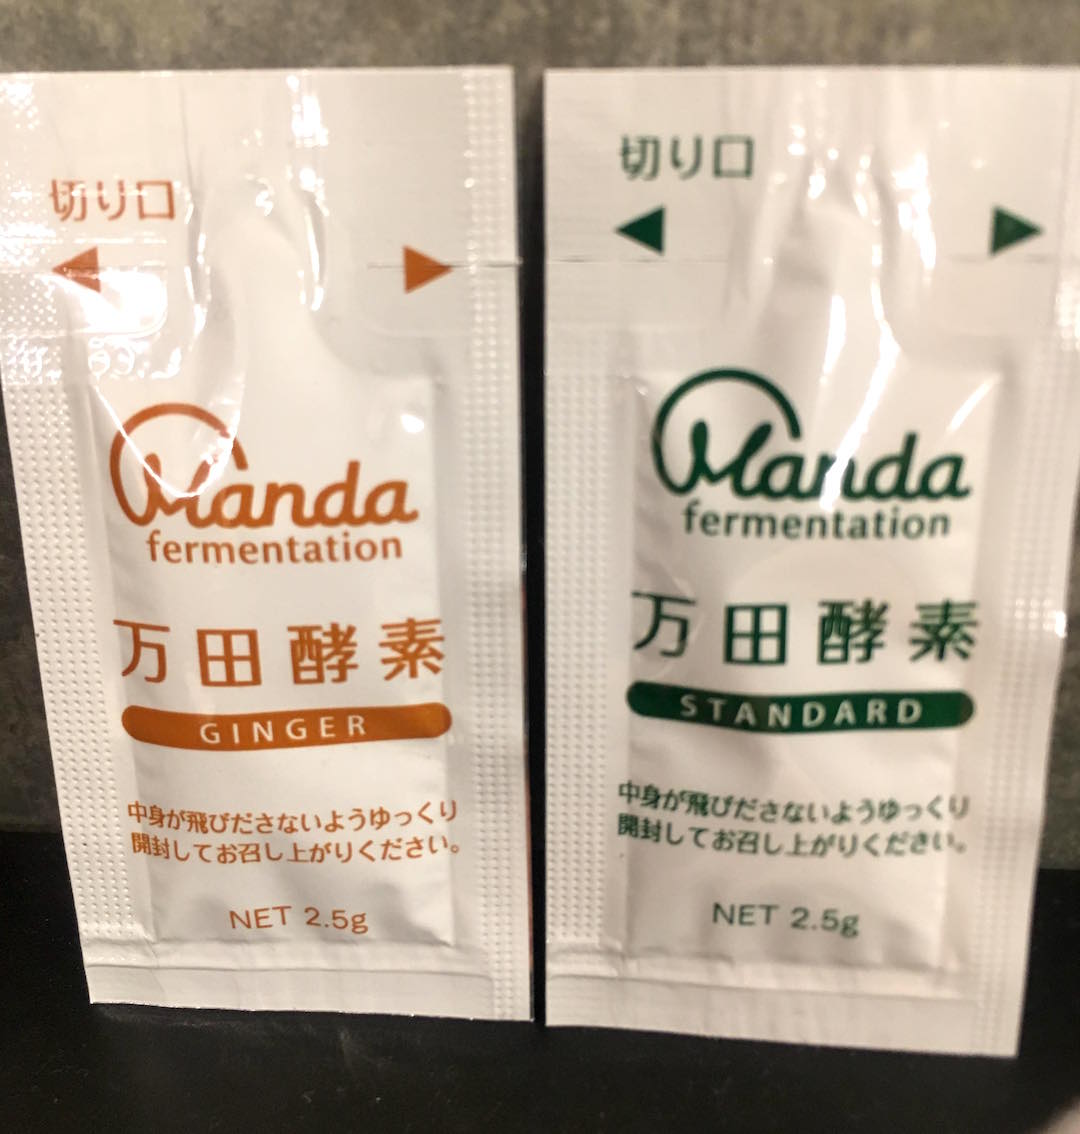 切り口
Manda
fermentation
万田酵素
GINGER
中身が飛びださないようゆっくり
開封してお召し上がりください。
NET 2.5g
切り口
Manda
fermentation
万田酵素
STANDARD
中身が飛びださないようゆっくり
開封してお召し上がりください。
NET 2.5g